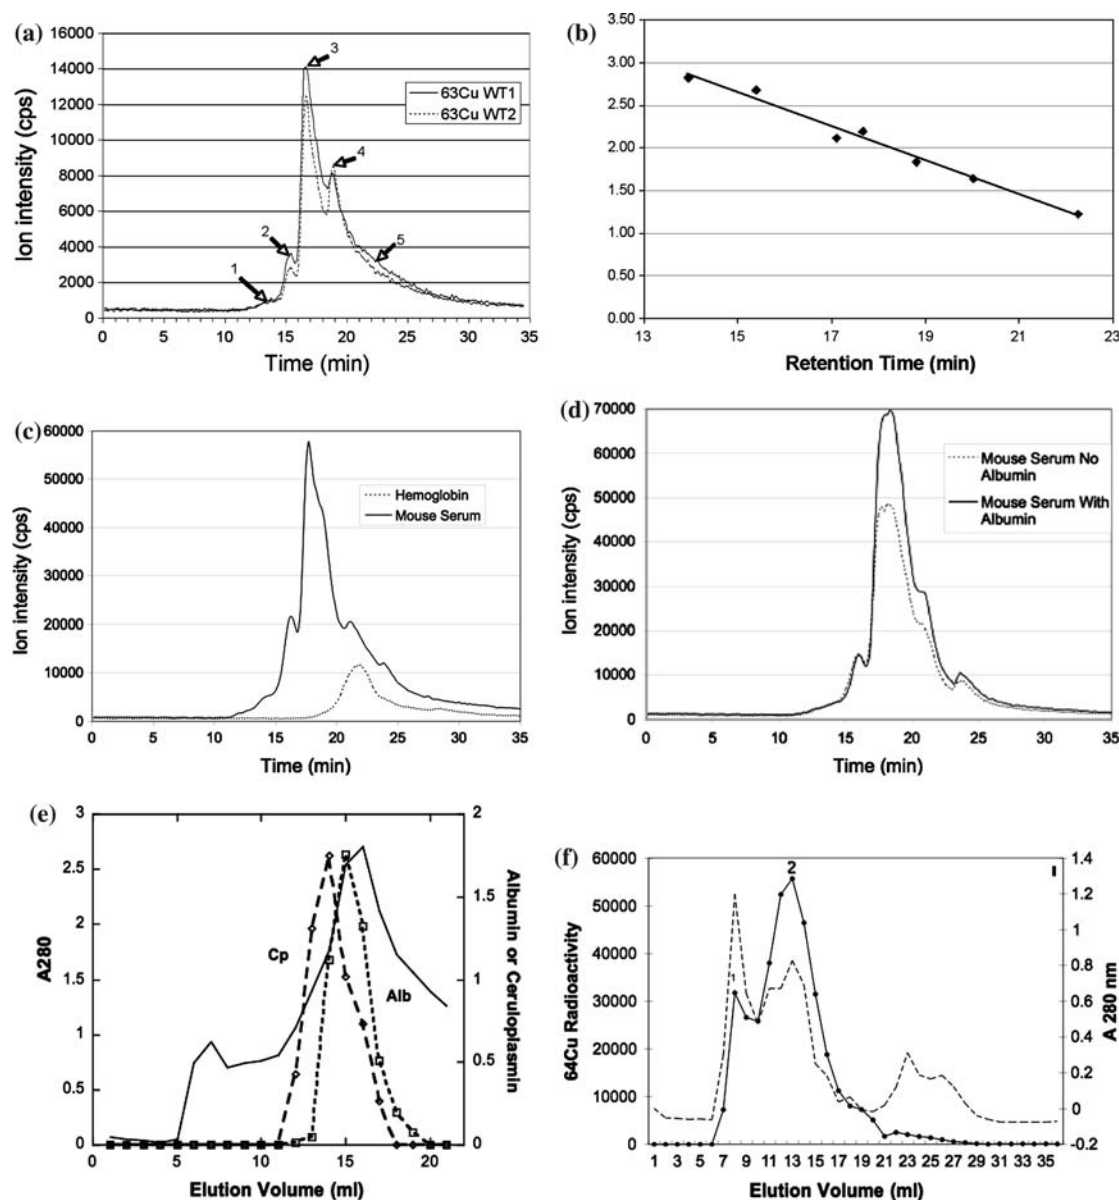 (a)
16000
14000
12000
10000
8000
6000
4000
2000
0
Ion intensity (cps)
63Cu WT1
63Cu WT2
1
2
3
4
5
0 5 10 15 20 25 30 35
Time (min)
(b)
3.50
3.00
2.50
2.00
1.50
1.00
0.50
0.00
13 15 17 19 21 23
Retention Time (min)
(c)
60000
50000
40000
30000
20000
10000
0
Ion intensity (cps)
Hemoglobin
Mouse Serum
0 5 10 15 20 25 30 35
Time (min)
(d)
70000
60000
50000
40000
30000
20000
10000
0
Ion intensity (cps)
Mouse Serum No
Albumin
Mouse Serum With
Albumin
0 5 10 15 20 25 30 35
Time (min)
(e)
3
2.5
2
1.5
1
0.5
0
A280
Cp
Alb
2
1.5
1
0.5
0
Albumin or Ceruloplasmin
0 5 10 15 20
Elution Volume (ml)
(f)
60000
50000
40000
30000
20000
10000
0
64Cu Radioactivity
2
I
1.4
1.2
1
0.8
0.6
0.4
0.2
0
-0.2
A 280 nm
1 3 5 7 9 11 13 15 17 19 21 23 25 27 29 31 33 35
Elution Volume (ml)